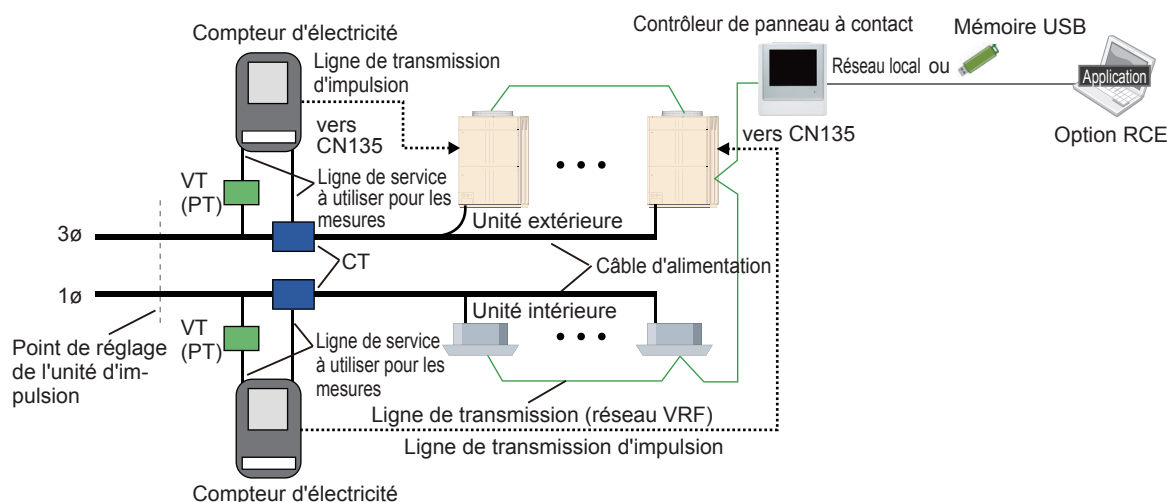 Compteur d'électricité
Ligne de transmission
d'impulsion
vers
CN135
Contrôleur de panneau à contact
Mémoire USB
Réseau local ou
Application
vers CN135
Option RCE
VT
(PT)
Ligne de service
à utiliser pour les
mesures
Unité extérieure
3ø
CT
Câble d'alimentation
1ø
Unité intérieure
VT
(PT)
Point de réglage
de l'unité d'im-
pulsion
Ligne de service
à utiliser pour les
mesures
Ligne de transmission (réseau VRF)
Ligne de transmission d'impulsion
Compteur d'électricité